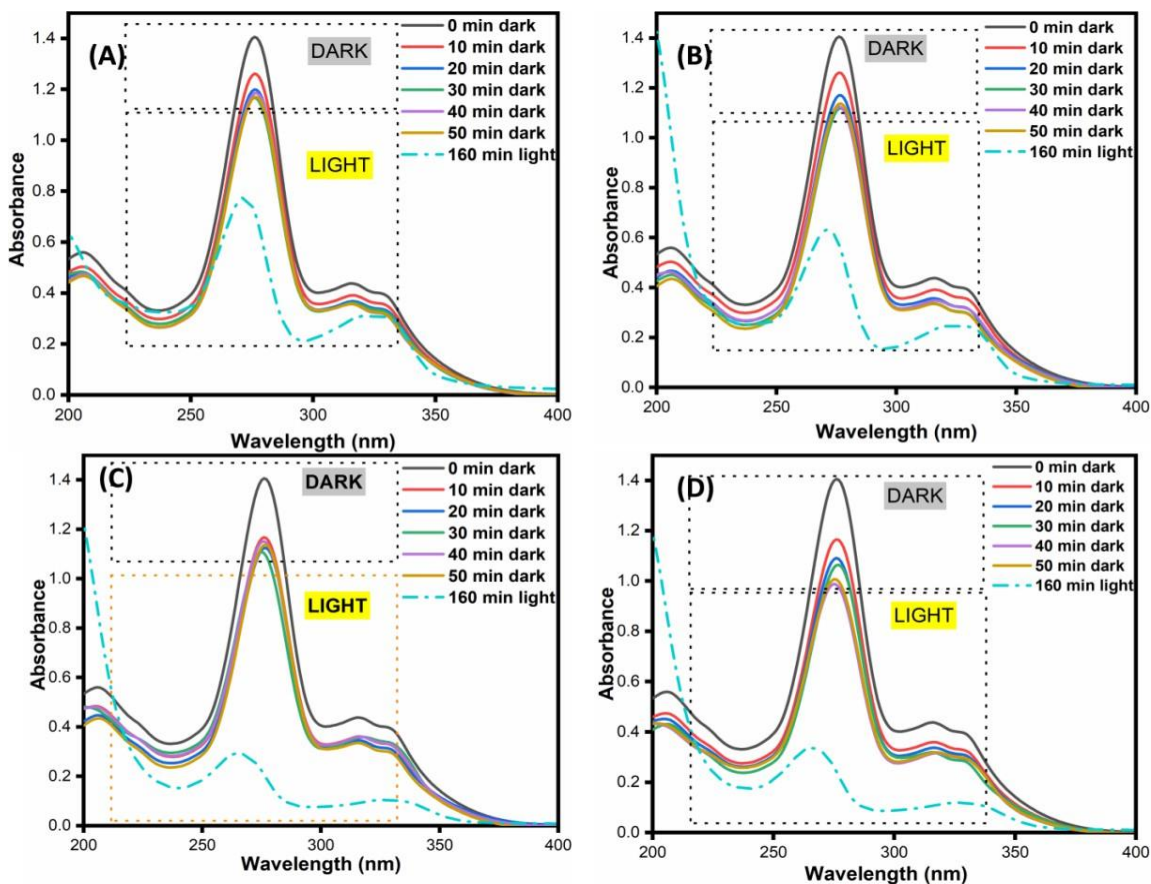 (A)
DARK
LIGHT
0 min dark
10 min dark
20 min dark
30 min dark
40 min dark
50 min dark
160 min light
Absorbance
1.4
1.2
1.0
0.8
0.6
0.4
0.2
0.0
200 250 300 350 400
Wavelength (nm)
(B)
DARK
LIGHT
0 min dark
10 min dark
20 min dark
30 min dark
40 min dark
50 min dark
160 min light
Absorbance
1.4
1.2
1.0
0.8
0.6
0.4
0.2
0.0
200 250 300 350 400
Wavelength (nm)
(C)
DARK
LIGHT
0 min dark
10 min dark
20 min dark
30 min dark
40 min dark
50 min dark
160 min light
Absorbance
1.4
1.2
1.0
0.8
0.6
0.4
0.2
0.0
200 250 300 350 400
Wavelength (nm)
(D)
DARK
LIGHT
0 min dark
10 min dark
20 min dark
30 min dark
40 min dark
50 min dark
160 min light
Absorbance
1.4
1.2
1.0
0.8
0.6
0.4
0.2
0.0
200 250 300 350 400
Wavelength (nm)